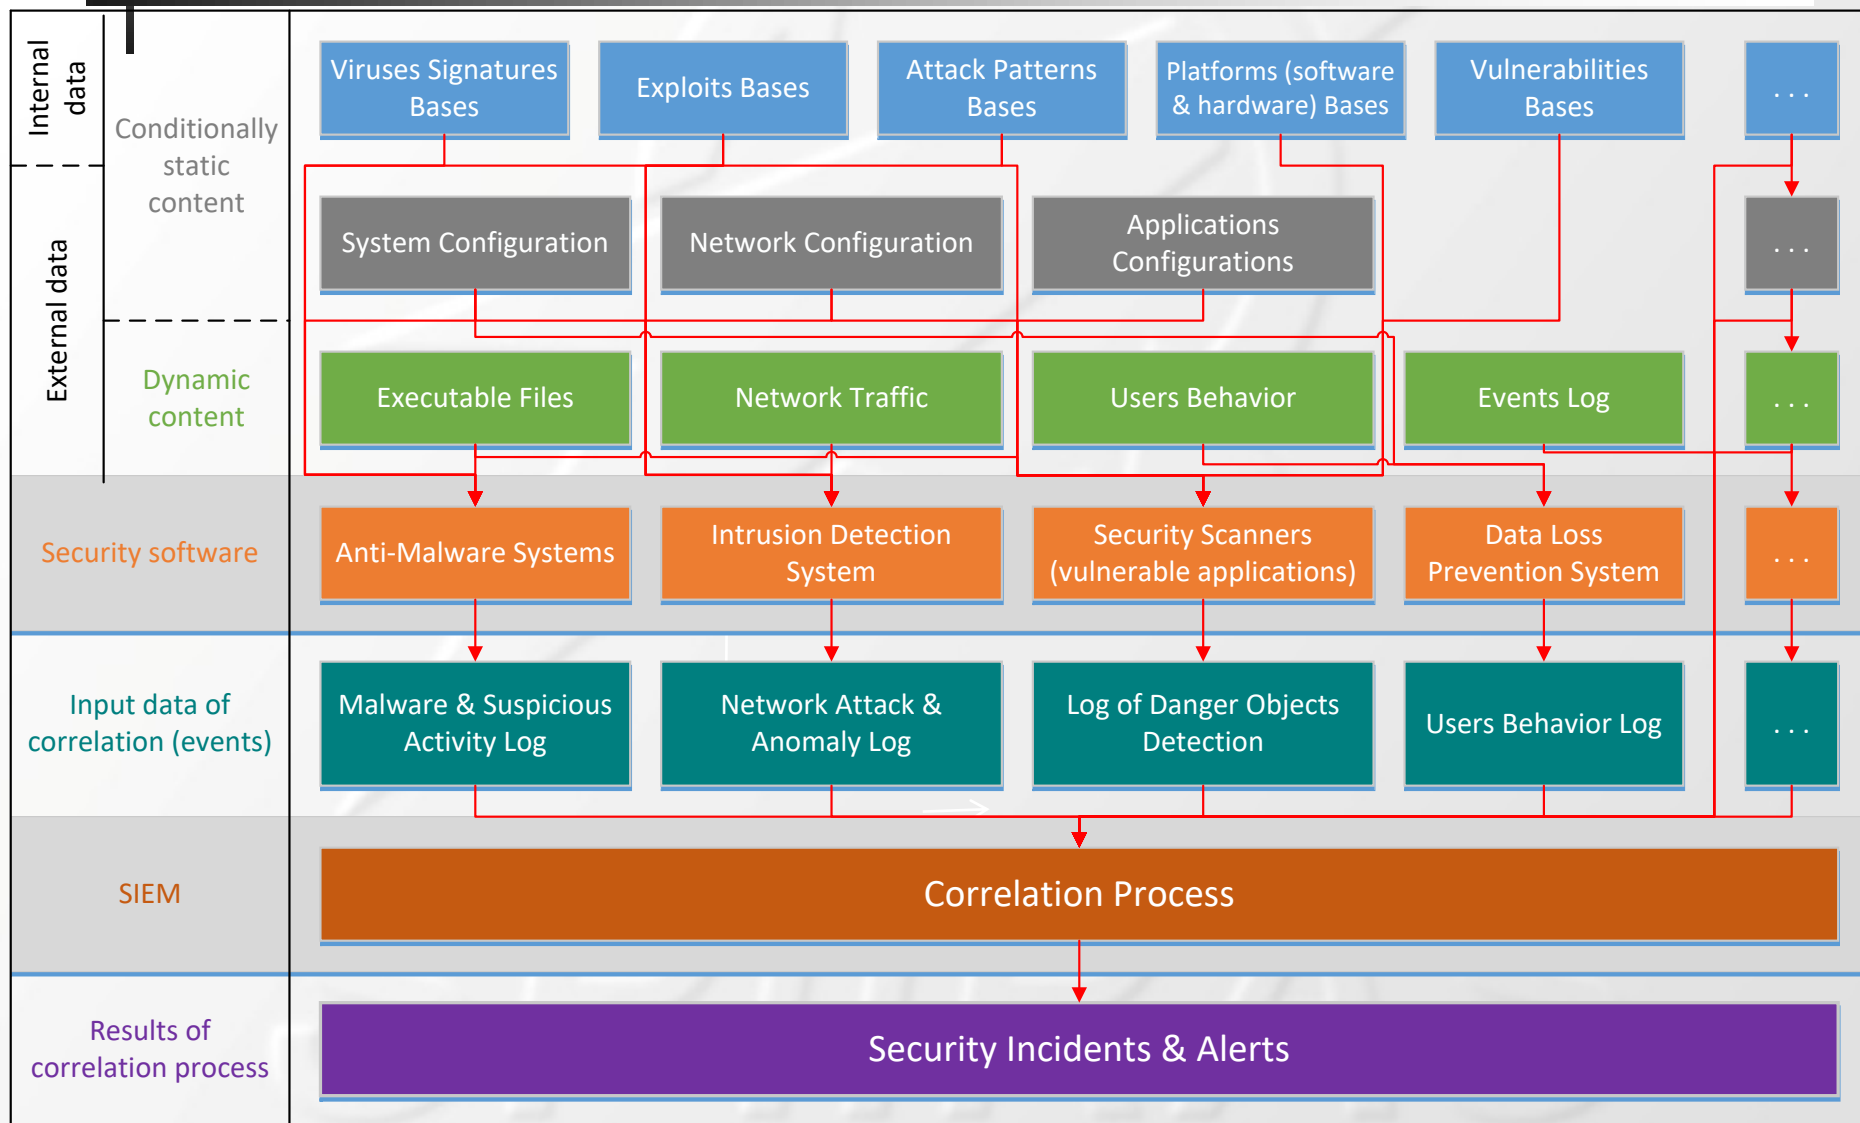 Internal
data
Conditionally
static
content
Viruses Signatures
Bases
Exploits Bases
Attack Patterns
Bases
Platforms (software
& hardware) Bases
Vulnerabilities
Bases
. . .
External data
System Configuration
Network Configuration
Applications
Configurations
. . .
Dynamic
content
Executable Files
Network Traffic
Users Behavior
Events Log
. . .
Security software
Anti-Malware Systems
Intrusion Detection
System
Security Scanners
(vulnerable applications)
Data Loss
Prevention System
. . .
Input data of
correlation (events)
Malware & Suspicious
Activity Log
Network Attack &
Anomaly Log
Log of Danger Objects
Detection
Users Behavior Log
. . .
SIEM
Correlation Process
Results of
correlation process
Security Incidents & Alerts